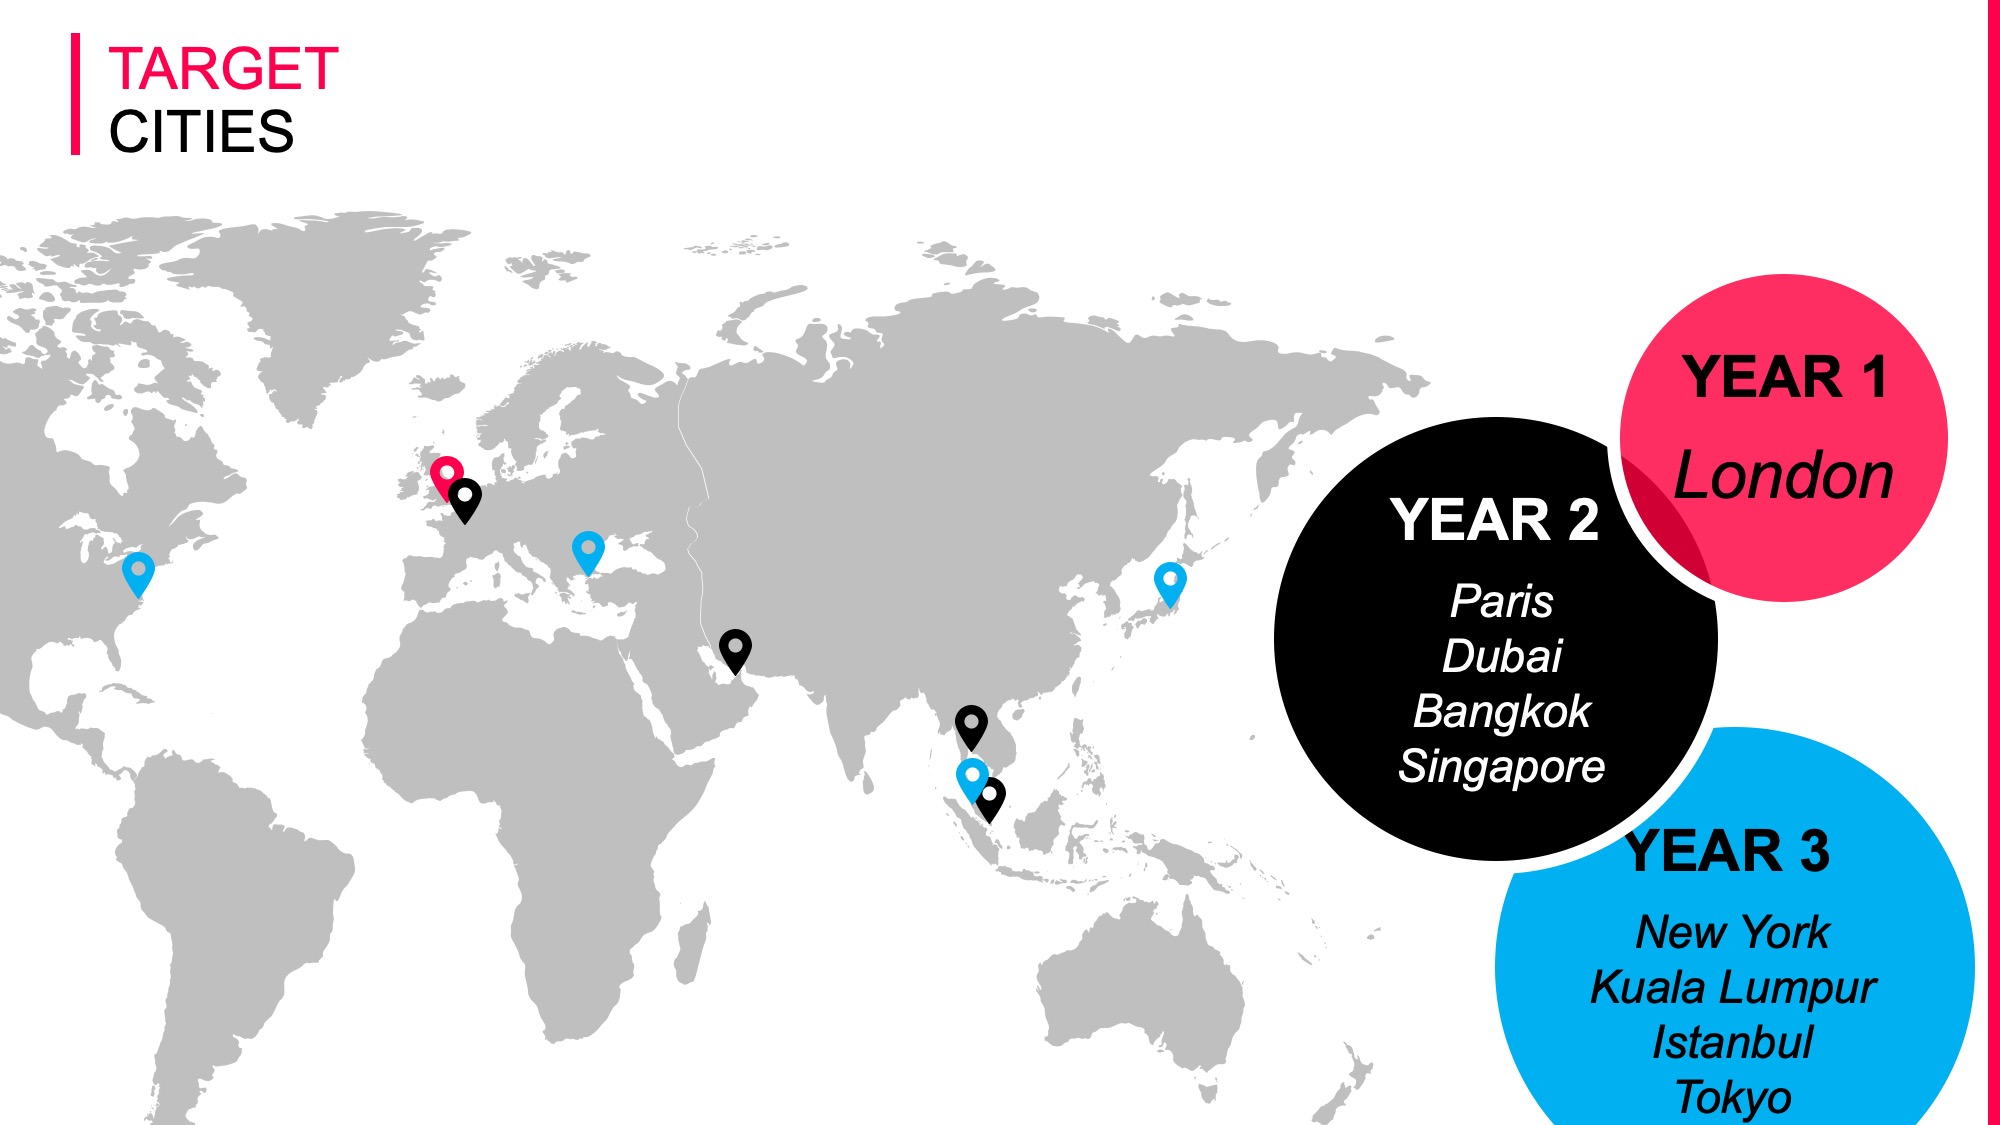 TARGET
CITIES
YEAR 1
London
YEAR 2
Paris
Dubai
Bangkok
Singapore
YEAR 3
New York
Kuala Lumpur
Istanbul
Tokyo